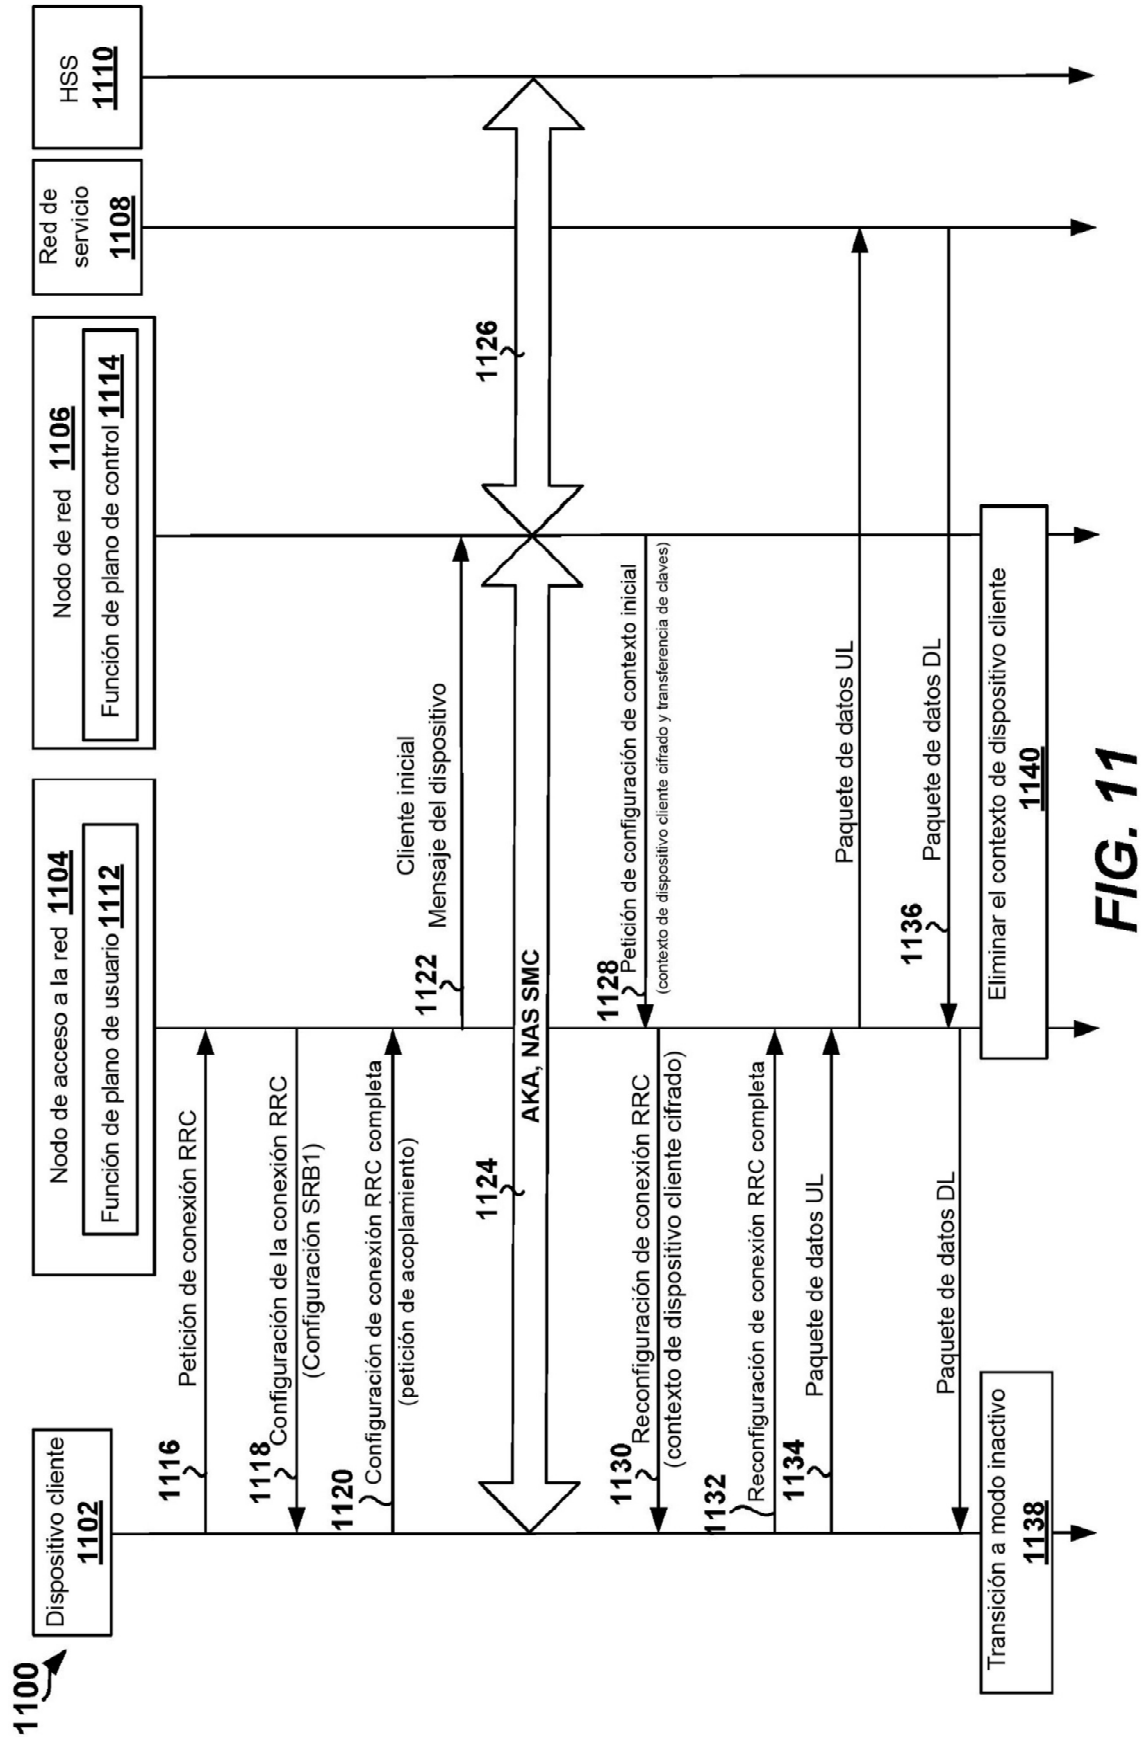 1100
Dispositivo cliente
1102
Nodo de acceso a la red 1104
Función de plano de usuario 1112
Nodo de red 1106
Función de plano de control 1114
Red de
servicio
1108
HSS
1110
1116
Petición de conexión RRC
1118
Configuración de la conexión RRC
(Configuración SRB1)
1120
Configuración de conexión RRC completa
(petición de acoplamiento)
1122
Cliente inicial
Mensaje del dispositivo
1124
AKA, NAS SMC
1126
1128
Petición de configuración de contexto inicial
(contexto de dispositivo cliente cifrado y transferencia de claves)
1130
Reconfiguración de conexión RRC
(contexto de dispositivo cliente cifrado)
1132
Reconfiguración de conexión RRC completa
1134
Paquete de datos UL
Paquete de datos UL
1136
Paquete de datos DL
Paquete de datos DL
Transición a modo inactivo
1138
Eliminar el contexto de dispositivo cliente
1140
FIG. 11